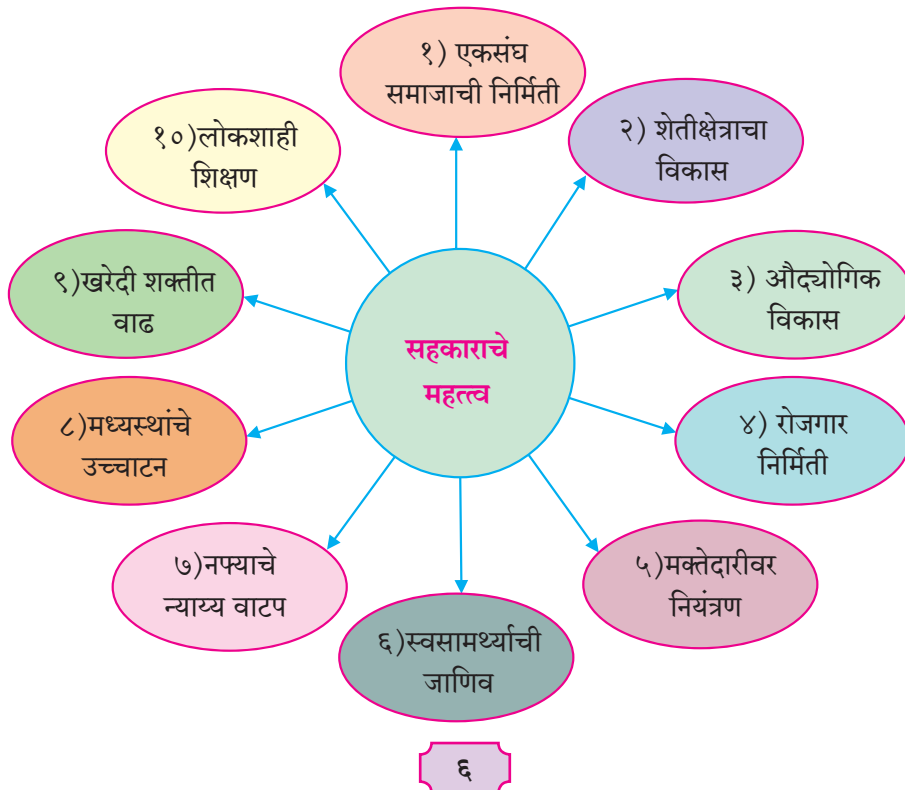 १) एकसंघ
समाजाची निर्मिती
२) शेतीक्षेत्राचा
विकास
३) औद्योगिक
विकास
४) रोजगार
निर्मिती
५)मक्तेदारीवर
नियंत्रण
६)स्वसामर्थ्याची
जाणिव
७)नफ्याचे
न्याय्य वाटप
८)मध्यस्थांचे
उच्चाटन
९)खरेदी शक्तीत
वाढ
१०)लोकशाही
शिक्षण
सहकाराचे
महत्त्व
६